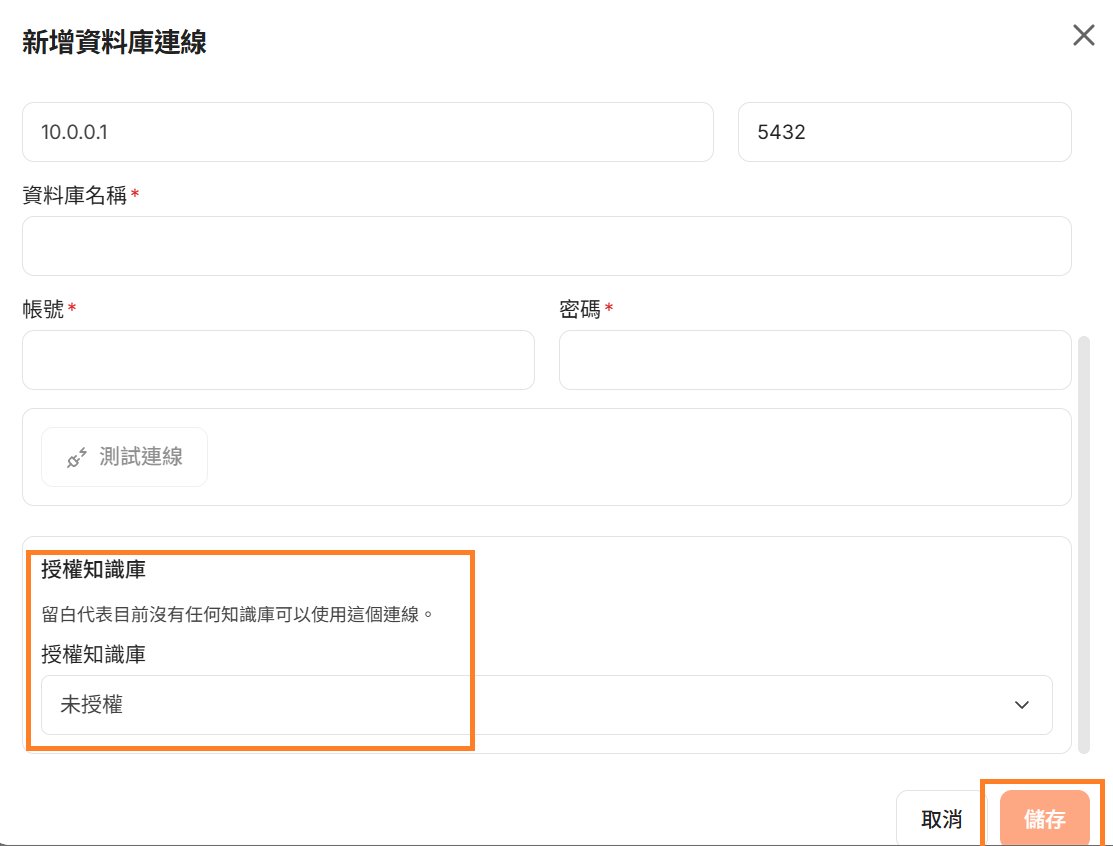 新增資料庫連線
10.0.0.1
5432
資料庫名稱*
帳號*
密碼*
測試連線
授權知識庫
留白代表目前沒有任何知識庫可以使用這個連線。
授權知識庫
未授權
取消
儲存